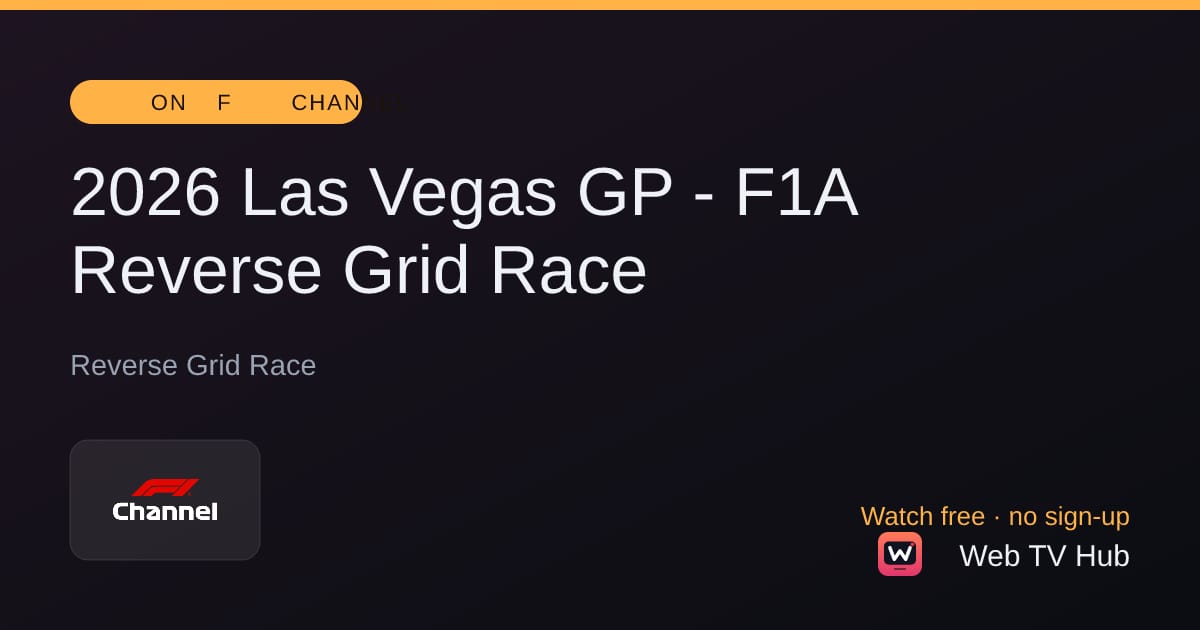 ON F CHANNEL
2026 Las Vegas GP - F1A
Reverse Grid Race
Reverse Grid Race
Channel
Watch free · no sign-up
W
Web TV Hub